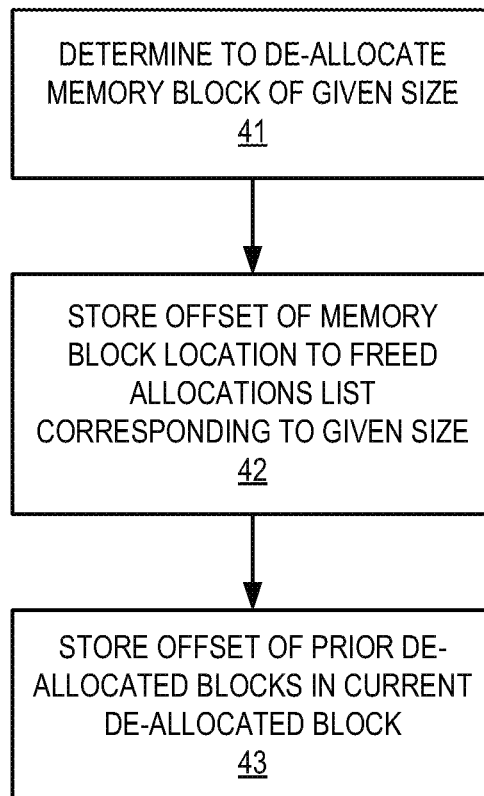 DETERMINE TO DE-ALLOCATE
MEMORY BLOCK OF GIVEN SIZE
41
STORE OFFSET OF MEMORY
BLOCK LOCATION TO FREED
ALLOCATIONS LIST
CORRESPONDING TO GIVEN SIZE
42
STORE OFFSET OF PRIOR DE-
ALLOCATED BLOCKS IN CURRENT
DE-ALLOCATED BLOCK
43